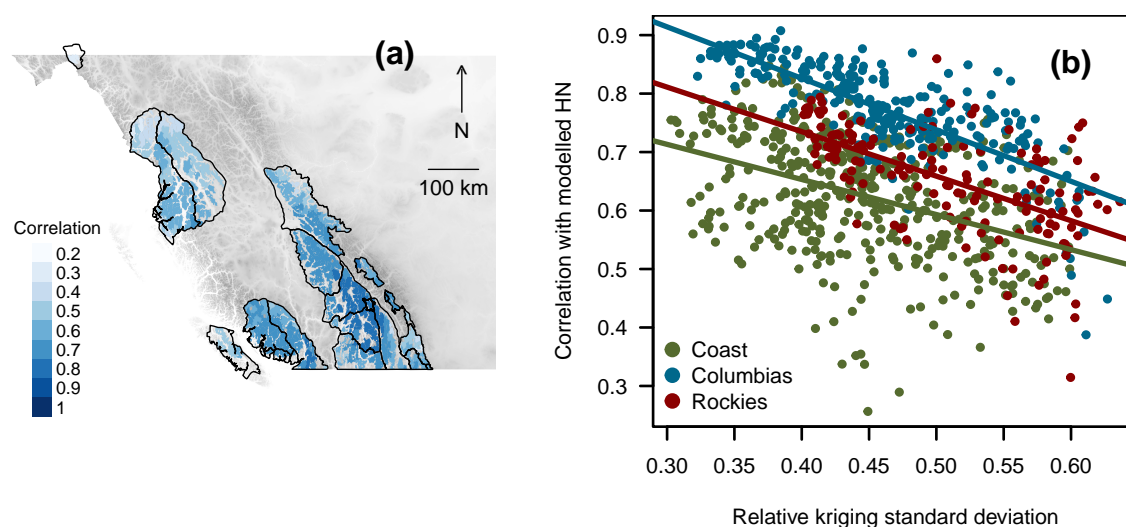 (a)
N
100 km
Correlation
0.2
0.3
0.4
0.5
0.6
0.7
0.8
0.9
1
(b)
Correlation with modelled HN
0.9
0.8
0.7
0.6
0.5
0.4
0.3
Coast
Columbias
Rockies
0.30 0.35 0.40 0.45 0.50 0.55 0.60
Relative kriging standard deviation